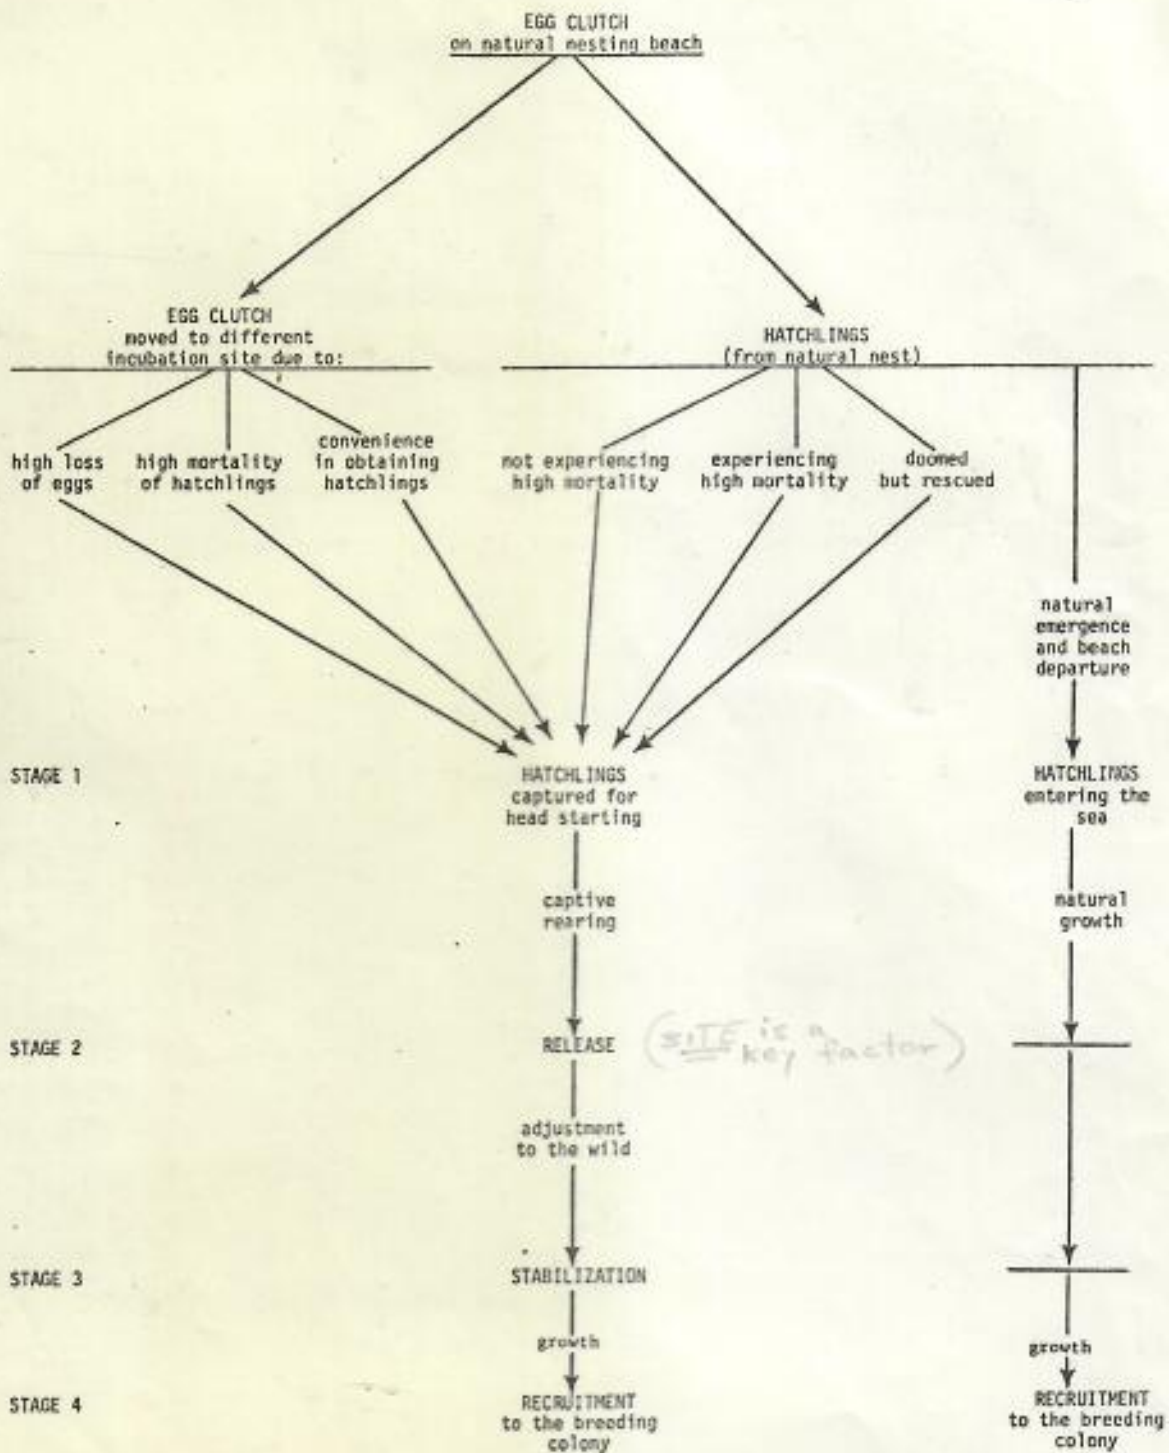 EGG CLUTCH
on natural nesting beach
EGG CLUTCH
moved to different
incubation site due to:
HATCHLINGS
(from natural nest)
high loss
of eggs
high mortality
of hatchlings
convenience
in obtaining
hatchlings
not experiencing
high mortality
experiencing
high mortality
doomed
but rescued
natural
emergence
and beach
departure
STAGE 1
HATCHLINGS
captured for
head starting
HATCHLINGS
entering the
sea
captive
rearing
natural
growth
STAGE 2
RELEASE
(SITE is a
key factor)
adjustment
to the wild
STAGE 3
STABILIZATION
growth
growth
STAGE 4
RECRUITMENT
to the breeding
colony
RECRUITMENT
to the breeding
colony